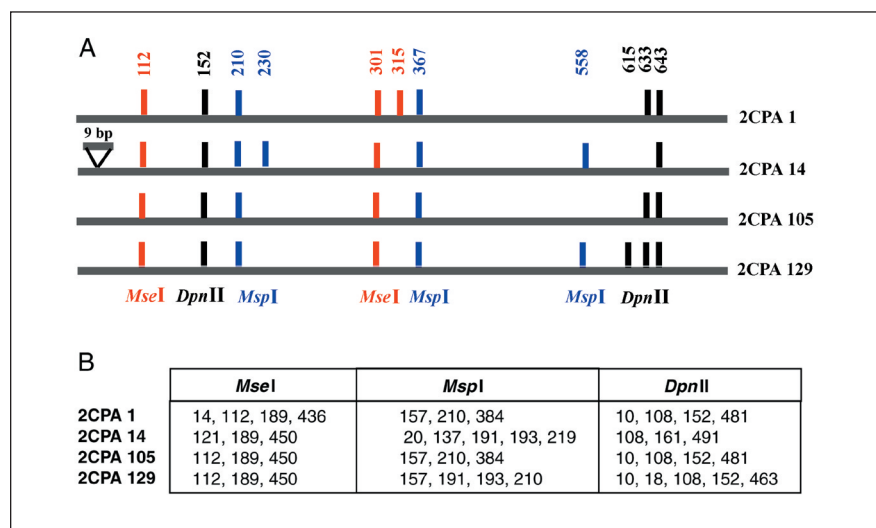 A
112 152 210 230 301 315 367 558 615 633 643
2CPA 1
9 bp
2CPA 14
2CPA 105
2CPA 129
MseI DpnII MspI MseI MspI MspI DpnII
B
MseI MspI DpnII
2CPA 1 14, 112, 189, 436 157, 210, 384 10, 108, 152, 481
2CPA 14 121, 189, 450 20, 137, 191, 193, 219 108, 161, 491
2CPA 105 112, 189, 450 157, 210, 384 10, 108, 152, 481
2CPA 129 112, 189, 450 157, 191, 193, 210 10, 18, 108, 152, 463